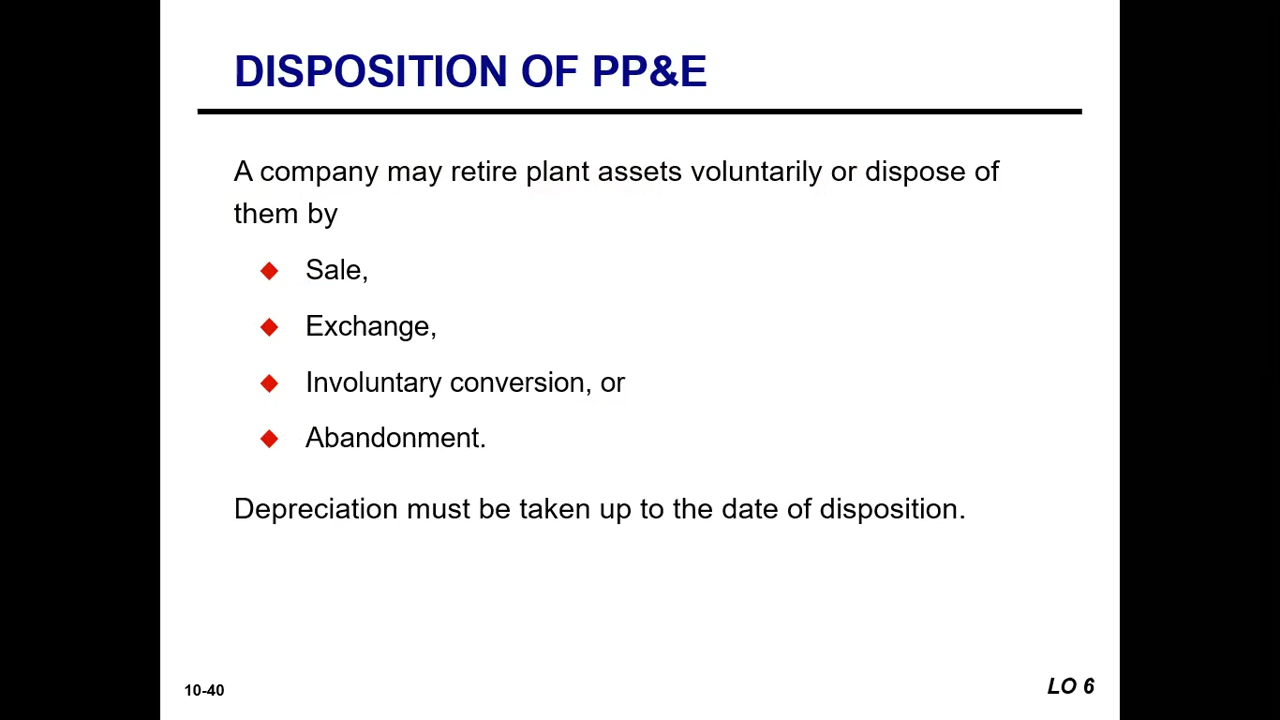 DISPOSITION OF PP&E
A company may retire plant assets voluntarily or dispose of
them by
Sale,
Exchange,
Involuntary conversion, or
Abandonment.
Depreciation must be taken up to the date of disposition.
10-40
LO 6